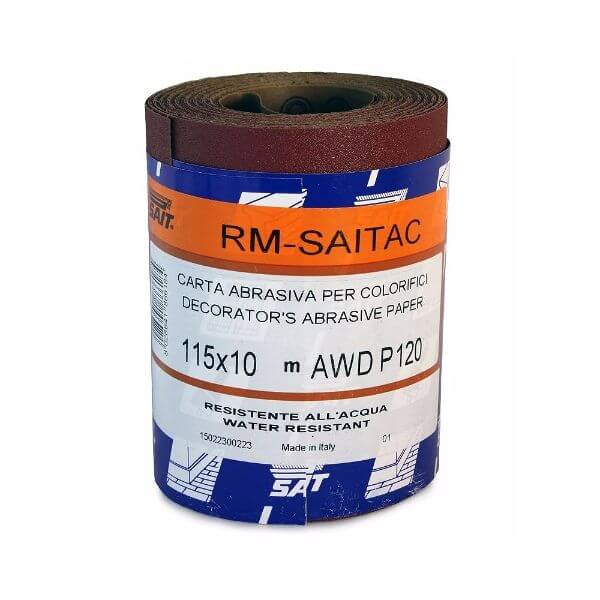 SAIT.
RM-SAITAC
CARTA ABRASIVA PER COLORIFICI
DECORATOR'S ABRASIVE PAPER
115x10 m AWD P120
RESISTENTE ALL'ACQUA
WATER RESISTANT
15022300223 Made in Italy 01
SAIT